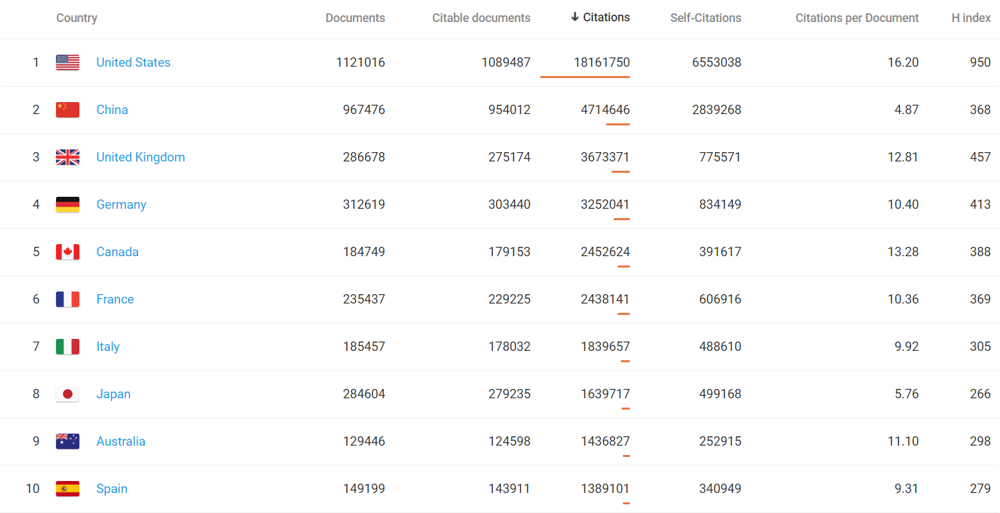 Country Documents Citable documents ↓ Citations Self-Citations Citations per Document H index
1 United States 1121016 1089487 18161750 6553038 16.20 950
2 China 967476 954012 4714646 2839268 4.87 368
3 United Kingdom 286678 275174 3673371 775571 12.81 457
4 Germany 312619 303440 3252041 834149 10.40 413
5 Canada 184749 179153 2452624 391617 13.28 388
6 France 235437 229225 2438141 606916 10.36 369
7 Italy 185457 178032 1839657 488610 9.92 305
8 Japan 284604 279235 1639717 499168 5.76 266
9 Australia 129446 124598 1436827 252915 11.10 298
10 Spain 149199 143911 1389101 340949 9.31 279